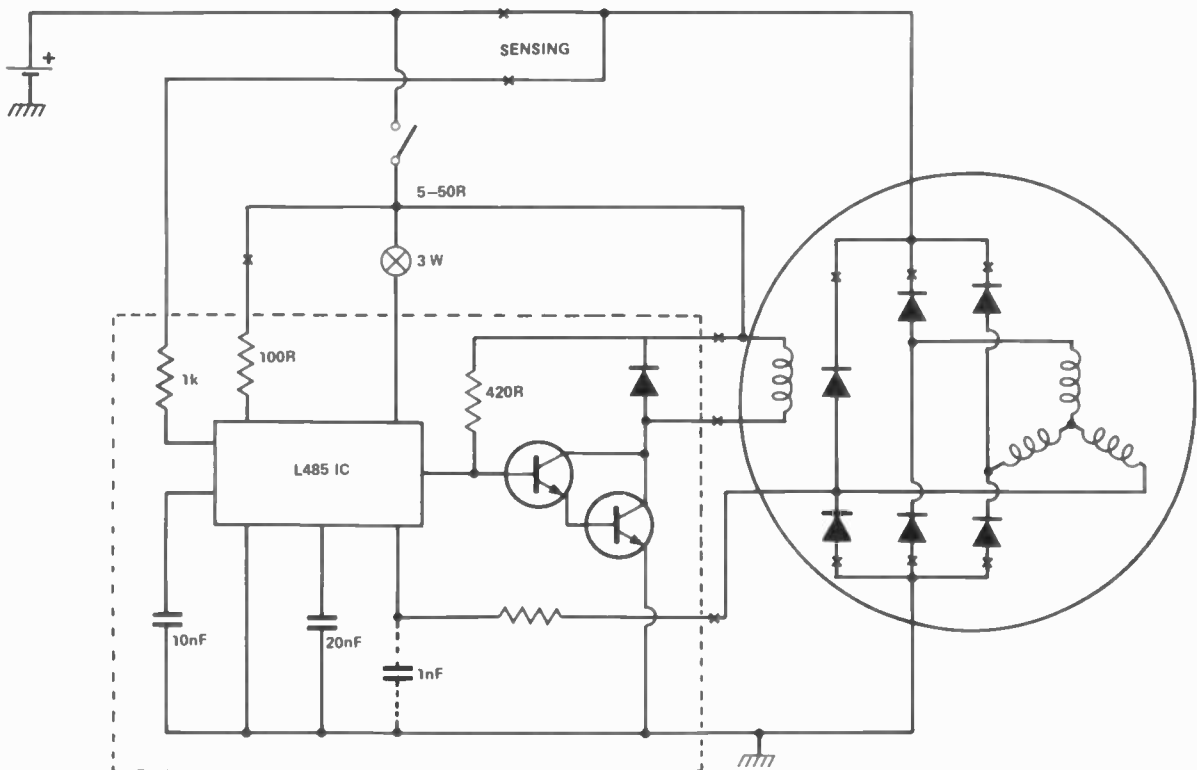 +
SENSING
5–50R
3 W
100R
1k
420R
L485 IC
10nF
20nF
1nF